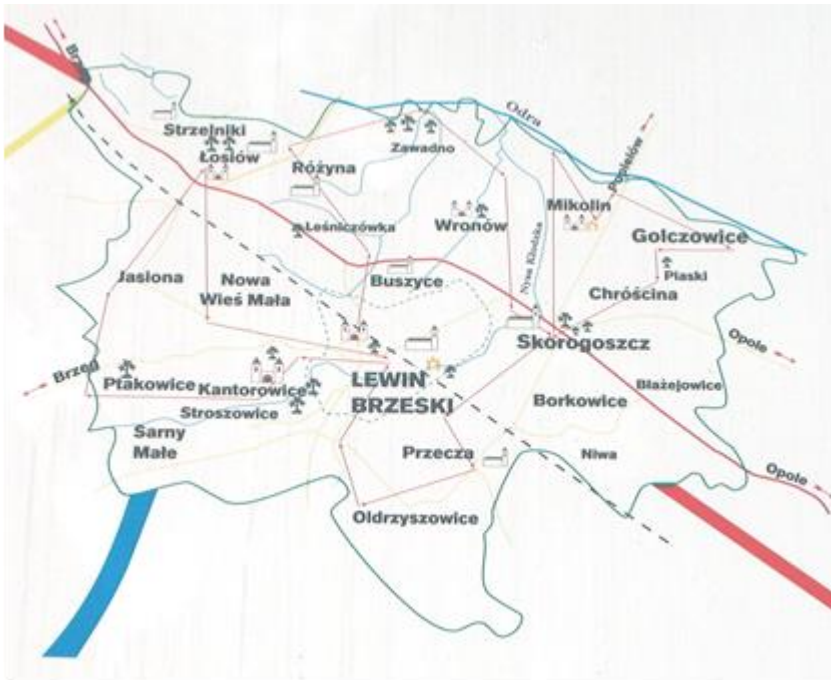 Brzeg
Odra
Strzelniki
Łosiów
Zawadno
Popielów
Różyna
Mikolin
Leśniczówka
Wronów
Golczowice
Nysa Kłodzka
Jasiona
Nowa
Wieś Mała
Buszyce
Piaski
Chróścina
Skorogoszcz
Opole
Brzeg
Ptakowice
Kantorowice
LEWIN
BRZESKI
Błażejowice
Stroszowice
Borkowice
Sarny
Małe
Przecza
Niwa
Opole
Oldrzyszowice